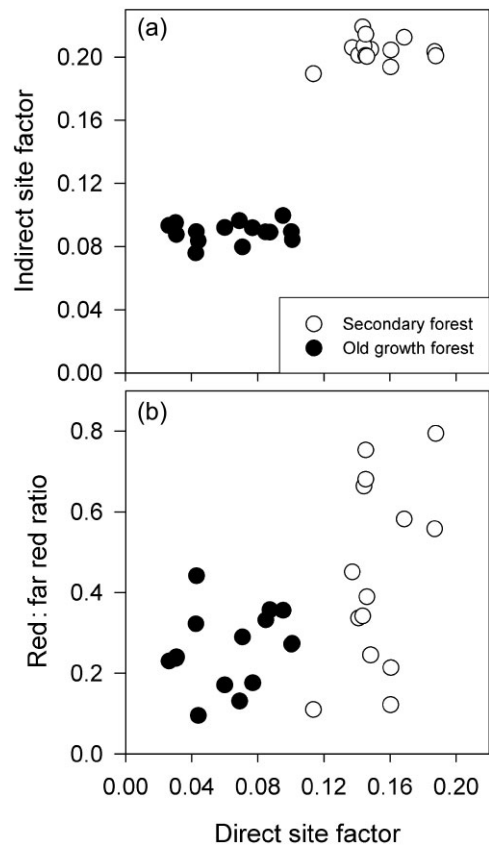 (a)
Indirect site factor
0.20
0.16
0.12
0.08
0.04
0.00
Secondary forest
Old growth forest
(b)
Red: far red ratio
0.8
0.6
0.4
0.2
0.0
0.00 0.04 0.08 0.12 0.16 0.20
Direct site factor